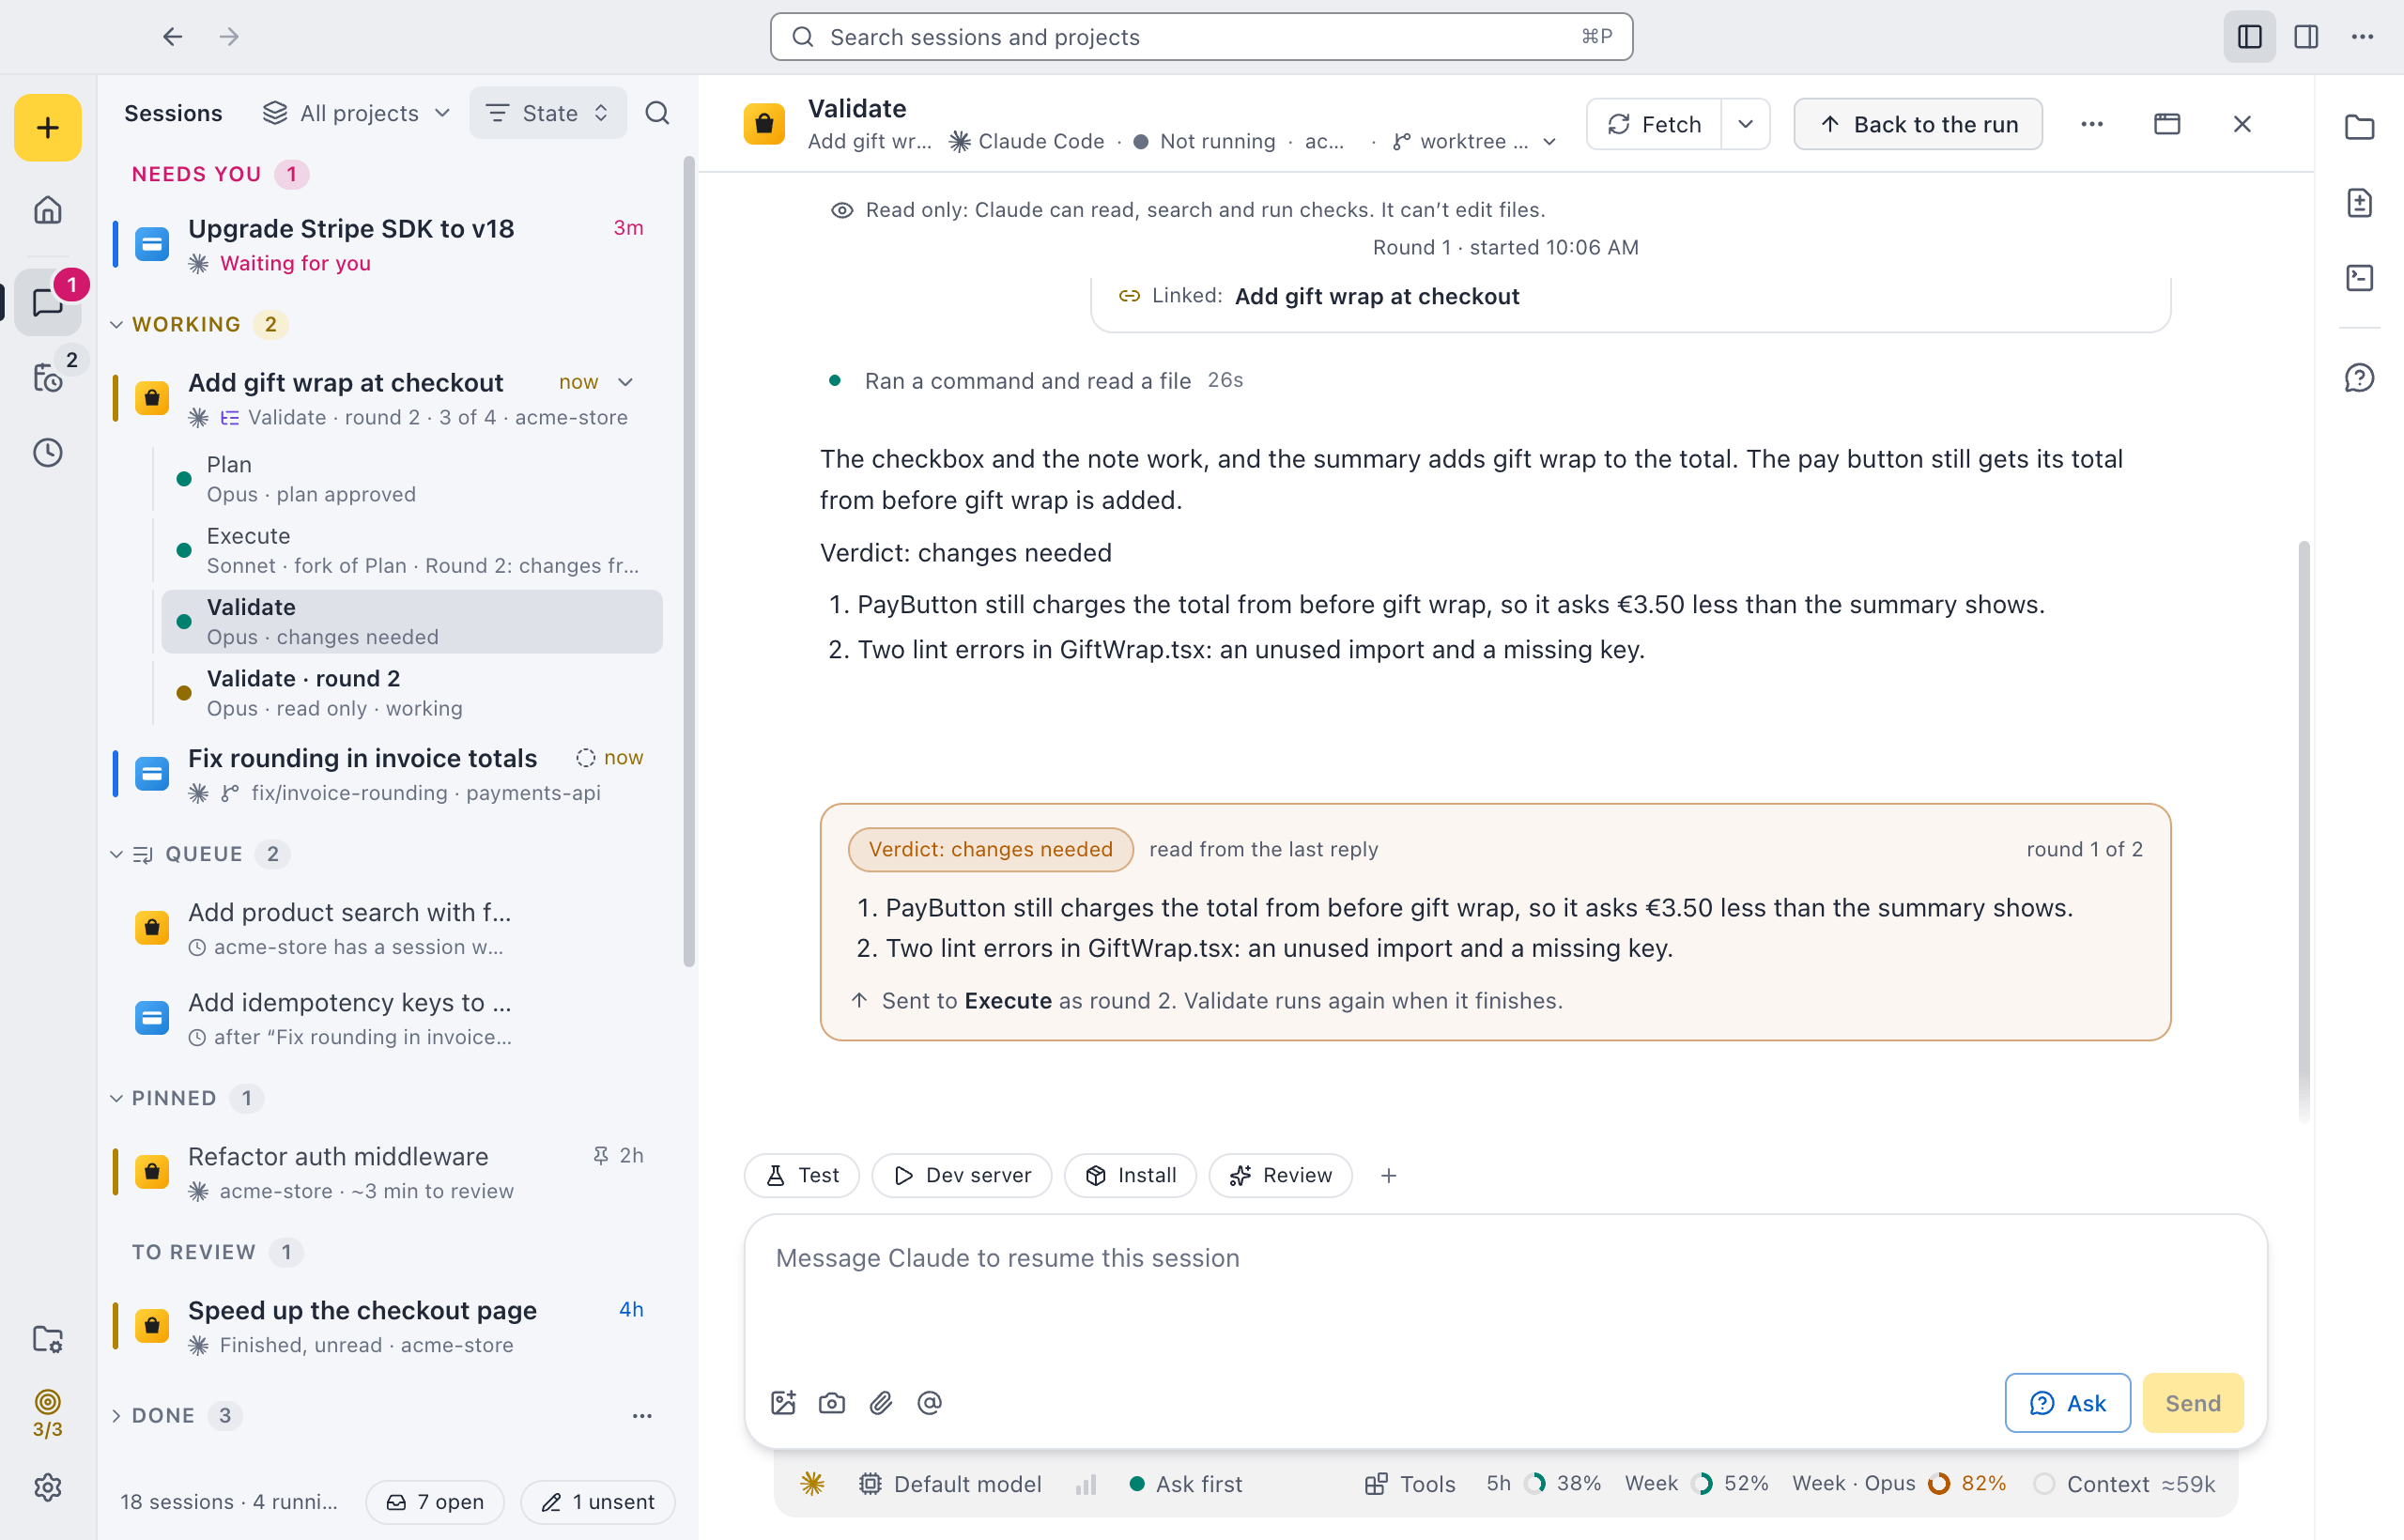 Search sessions and projects ⌘P
Sessions All projects State
NEEDS YOU 1
Upgrade Stripe SDK to v18 3m
Waiting for you
1
WORKING 2
2
Add gift wrap at checkout now
Validate · round 2 · 3 of 4 · acme-store
Plan
Opus · plan approved
Execute
Sonnet · fork of Plan · Round 2: changes fr...
Validate
Opus · changes needed
Validate · round 2
Opus · read only · working
Fix rounding in invoice totals now
fix/invoice-rounding · payments-api
QUEUE 2
Add product search with f...
acme-store has a session w...
Add idempotency keys to ...
after “Fix rounding in invoice...
PINNED 1
Refactor auth middleware 2h
acme-store · ~3 min to review
TO REVIEW 1
Speed up the checkout page 4h
Finished, unread · acme-store
DONE 3
3/3
18 sessions · 4 runni... 7 open 1 unsent
Validate
Add gift wr... Claude Code · Not running · ac... · worktree ...
Fetch Back to the run
Read only: Claude can read, search and run checks. It can’t edit files.
Round 1 · started 10:06 AM
Linked: Add gift wrap at checkout
Ran a command and read a file 26s
The checkbox and the note work, and the summary adds gift wrap to the total. The pay button still gets its total
from before gift wrap is added.
Verdict: changes needed
1. PayButton still charges the total from before gift wrap, so it asks €3.50 less than the summary shows.
2. Two lint errors in GiftWrap.tsx: an unused import and a missing key.
Verdict: changes needed read from the last reply round 1 of 2
1. PayButton still charges the total from before gift wrap, so it asks €3.50 less than the summary shows.
2. Two lint errors in GiftWrap.tsx: an unused import and a missing key.
Sent to Execute as round 2. Validate runs again when it finishes.
Test Dev server Install Review
Message Claude to resume this session
Ask Send
Default model Ask first Tools 5h 38% Week 52% Week · Opus 82% Context ≈59k